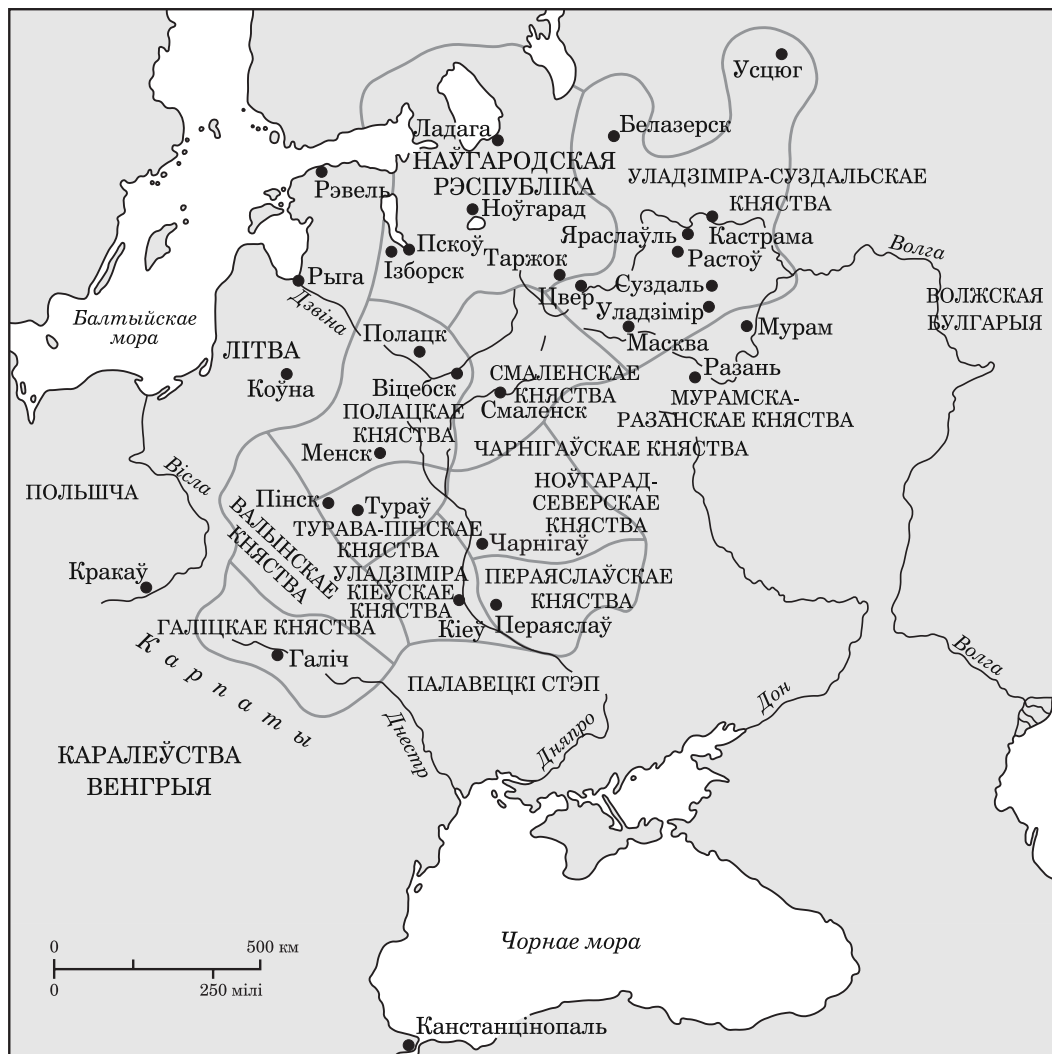 Усцюг
Белазерск
Ладага
НАЎГАРОДСКАЯ
РЭСПУБЛІКА
УЛАДЗІМІРА-СУЗДАЛЬСКАЕ
КНЯСТВА
Рэвель
Ноўгарад
Яраслаўль
Кастрама
Растоў
Пскоў
Ізборск
Таржок
Волга
Рыга
Дзвіна
Цвер
Суздаль
Уладзімір
Мурам
Масква
ВОЛЖСКАЯ
БУЛГАРЫЯ
Балтыйскае
мора
Полацк
ЛІТВА
Коўна
Віцебск
СМАЛЕНСКАЕ
КНЯСТВА
Смаленск
Разань
МУРАМСКА-
РАЗАНСКАЕ КНЯСТВА
ПОЛАЦКАЕ
КНЯСТВА
Менск
ЧАРНІГАЎСКАЕ КНЯСТВА
Вісла
ПОЛЬШЧА
НОЎГАРАД-
СЕВЕРСКАЕ
КНЯСТВА
Пінск
Тураў
ТУРАВА-ПІНСКАЕ
КНЯСТВА
ВАЛЫНСКАЕ
КНЯСТВА
Чарнігаў
УЛАДЗІМІРА
КІЕЎСКАЕ
КНЯСТВА
ПЕРАЯСЛАЎСКАЕ
КНЯСТВА
Кракаў
Кіеў
Пераяслаў
ГАЛІЦКАЕ КНЯСТВА
Галіч
Карпаты
ПАЛАВЕЦКІ СТЭП
Волга
Дон
Днестр
Дняпро
КАРАЛЕЎСТВА
ВЕНГРЫЯ
Чорнае мора
0 500 км
0 250 мілі
Канстанцінопаль